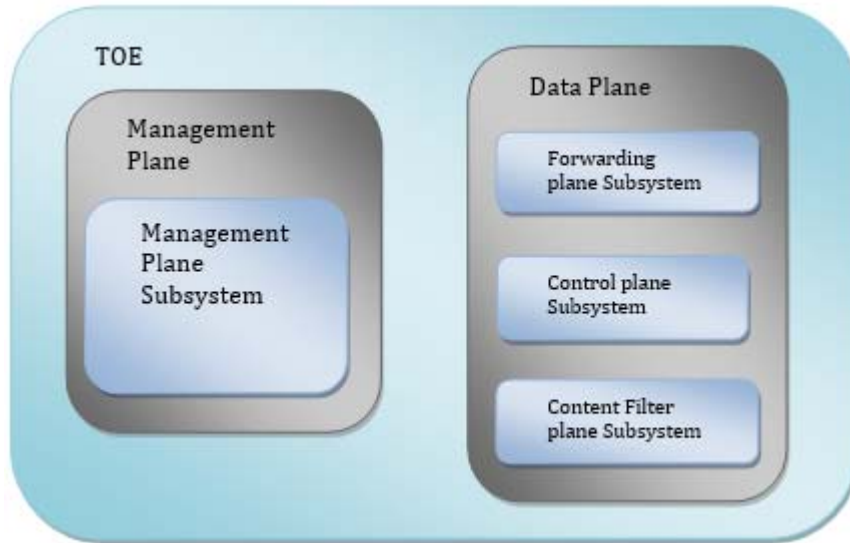 TOE
Management
Plane
Management
Plane
Subsystem
Data Plane
Forwarding
plane Subsystem
Control plane
Subsystem
Content Filter
plane Subsystem